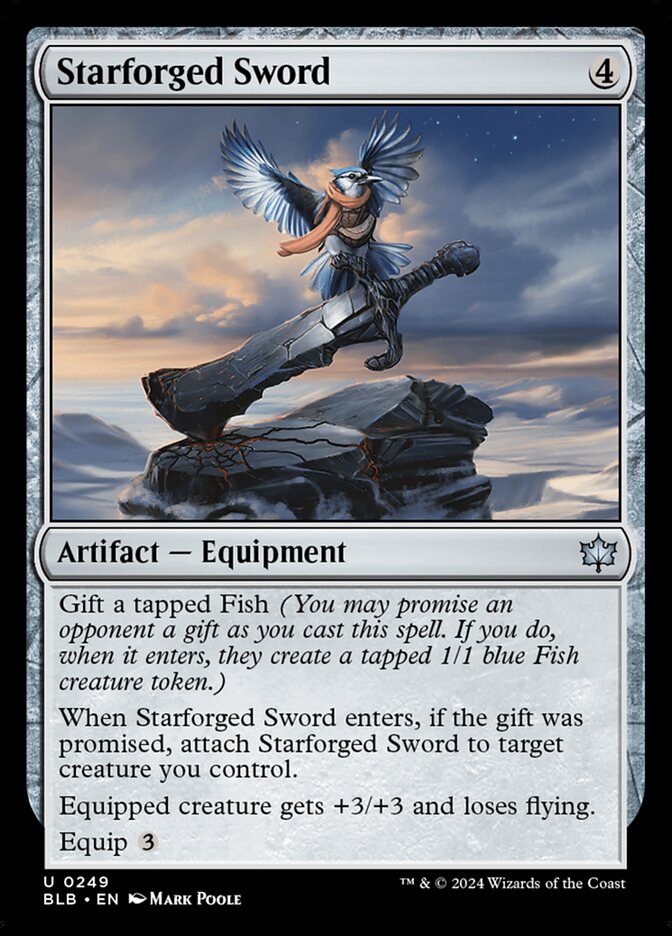 Starforged Sword 4
Artifact — Equipment
Gift a tapped Fish (You may promise an
opponent a gift as you cast this spell. If you do,
when it enters, they create a tapped 1/1 blue Fish
creature token.)
When Starforged Sword enters, if the gift was
promised, attach Starforged Sword to target
creature you control.
Equipped creature gets +3/+3 and loses flying.
Equip 3
U 0249
BLB • EN Mark Poole
™ & © 2024 Wizards of the Coast